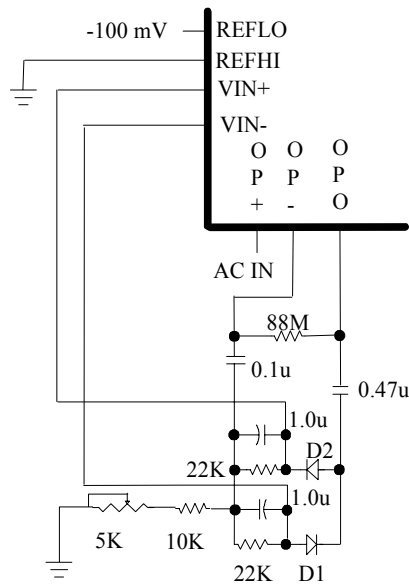 -100 mV
REFLO
REFHI
VIN+
VIN-
O P +
O P -
O P O
AC IN
88M
0.1u
0.47u
1.0u
22K
D2
1.0u
5K
10K
22K
D1